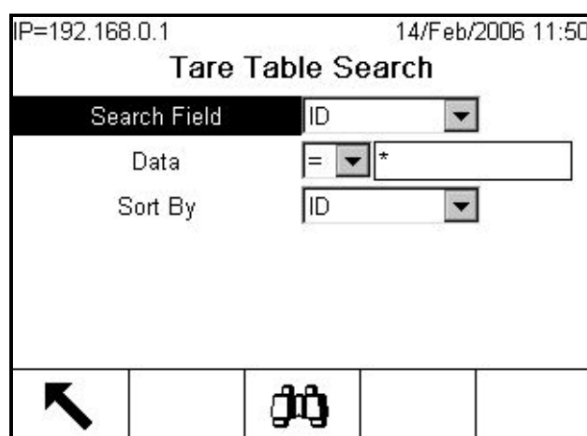 IP=192.168.0.1 14/Feb/2006 11:50
Tare Table Search
Search Field ID
Data = *
Sort By ID